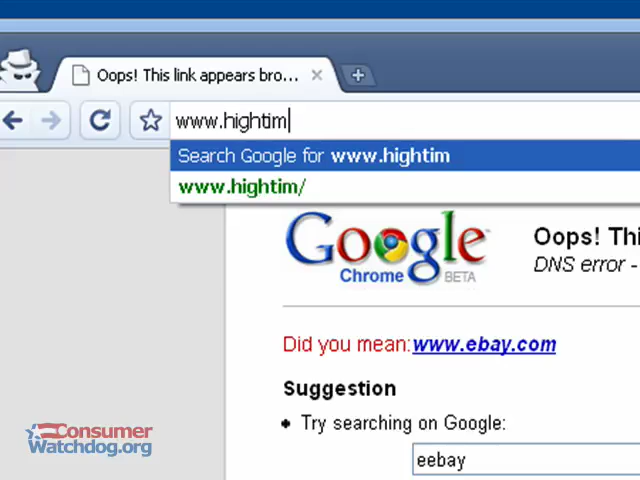 Oops! This link appears bro...
www.hightim
Search Google for www.hightim
www.hightim/
Google
Chrome BETA
Oops! Thi
DNS error -
Did you mean: www.ebay.com
Suggestion
Try searching on Google:
eebay
Consumer
Watchdog.org